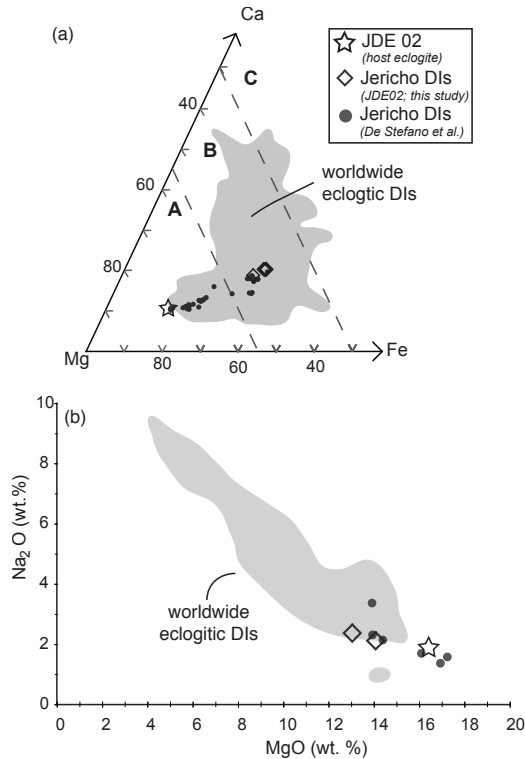 (a)
Ca
JDE 02
(host eclogite)
Jericho DIs
(JDE02; this study)
Jericho DIs
(De Stefano et al.)
C
40
B
worldwide
eclogtic DIs
60
A
80
Mg
80
60
40
Fe
(b)
10
8
6
4
2
0
Na2 O (wt.%)
worldwide
eclogitic DIs
0 2 4 6 8 10 12 14 16 18 20
MgO (wt. %)